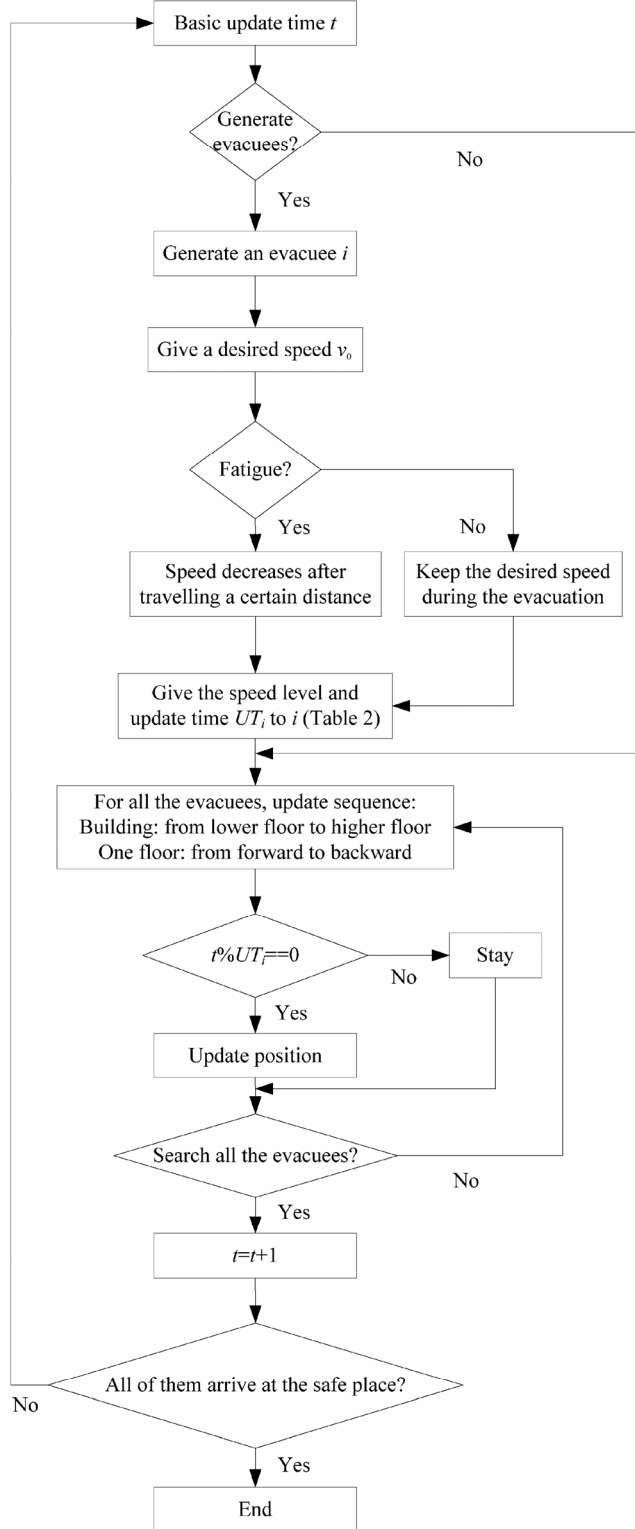 Basic update time t
Generate
evacuees?
No
Yes
Generate an evacuee i
Give a desired speed v₀
Fatigue?
Yes
No
Speed decreases after
travelling a certain distance
Keep the desired speed
during the evacuation
Give the speed level and
update time UTᵢ to i (Table 2)
For all the evacuees, update sequence:
Building: from lower floor to higher floor
One floor: from forward to backward
t%UTᵢ==0
No
Stay
Yes
Update position
Search all the evacuees?
No
Yes
t=t+1
All of them arrive at the safe place?
No
Yes
End